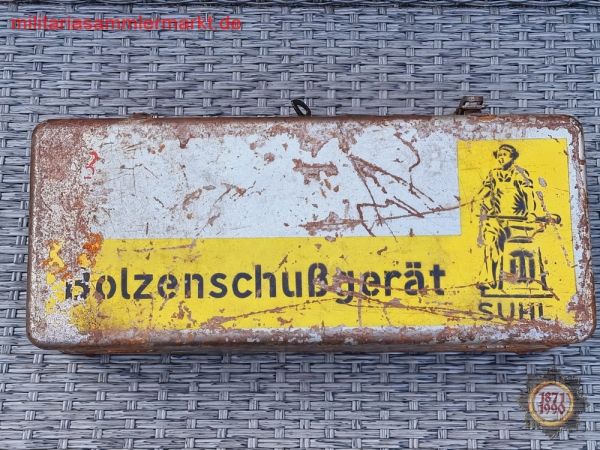 militariasammlermarkt.de
Bolzenschußgerät
SUHL
1871
1990